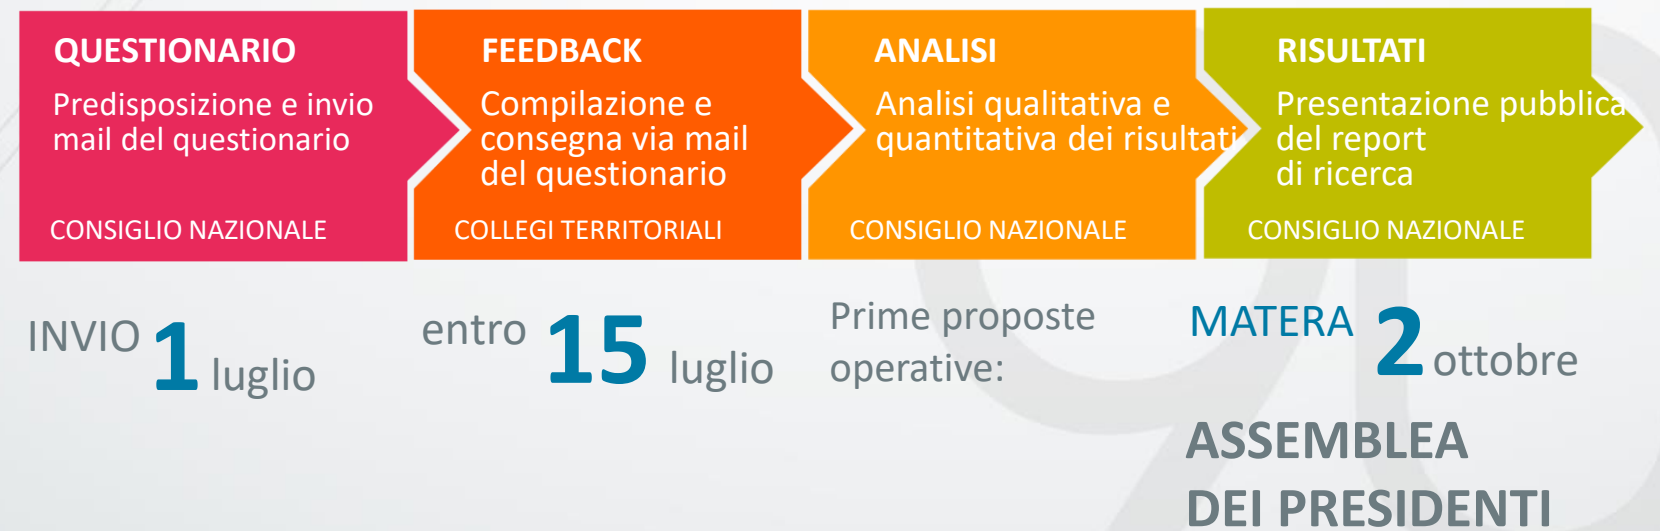 QUESTIONARIO
Predisposizione e invio
mail del questionario
CONSIGLIO NAZIONALE
FEEDBACK
Compilazione e
consegna via mail
del questionario
COLLEGI TERRITORIALI
ANALISI
Analisi qualitativa e
quantitativa dei risultati
CONSIGLIO NAZIONALE
RISULTATI
Presentazione pubblica
del report
di ricerca
CONSIGLIO NAZIONALE
INVIO 1 luglio
entro 15 luglio
Prime proposte
operative:
MATERA 2 ottobre
ASSEMBLEA
DEI PRESIDENTI